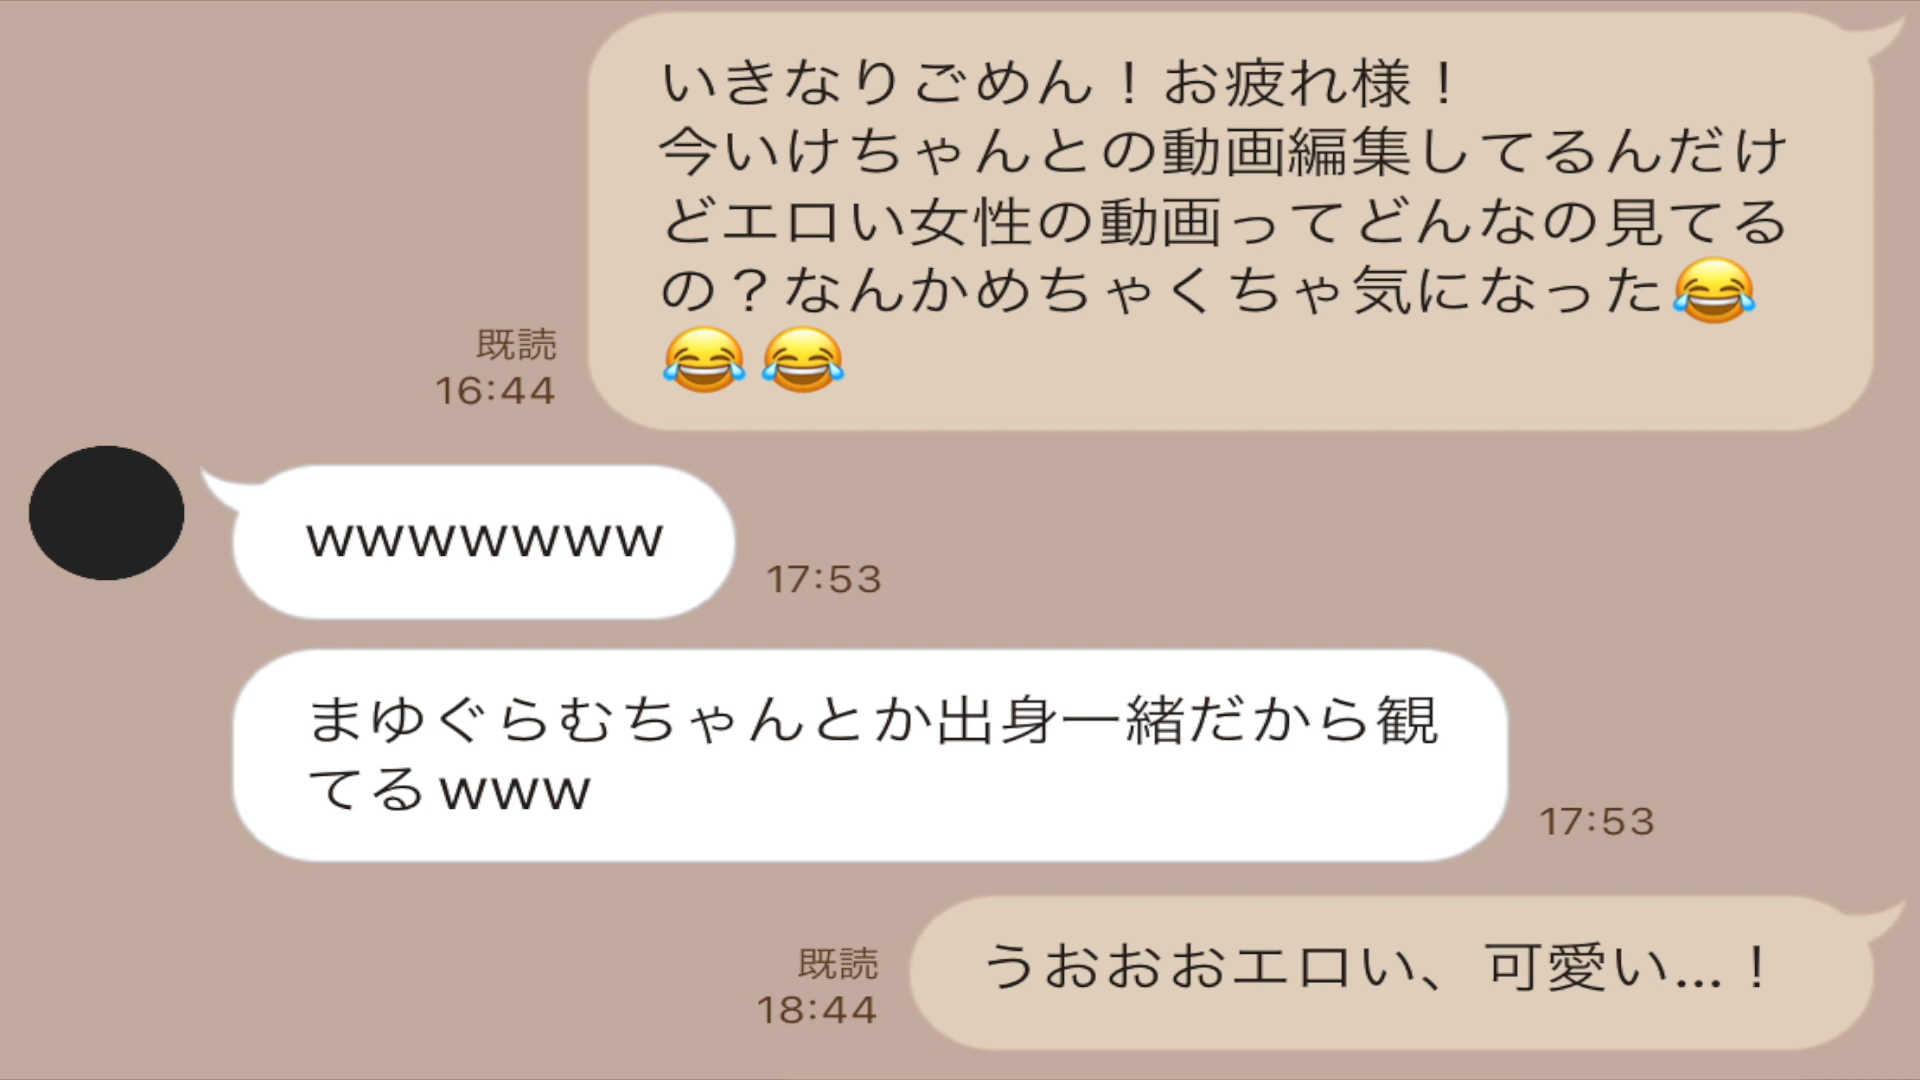 いきなりごめん！お疲れ様！
今いけちゃんとの動画編集してるんだけ
どエロい女性の動画ってどんなの見てる
の？なんかめちゃくちゃ気になった😂
😂😂
既読
16:44
wwwwwww
17:53
まゆぐらむちゃんとか出身一緒だから観
てるwww
17:53
うおおおエロい、可愛い...！
既読
18:44